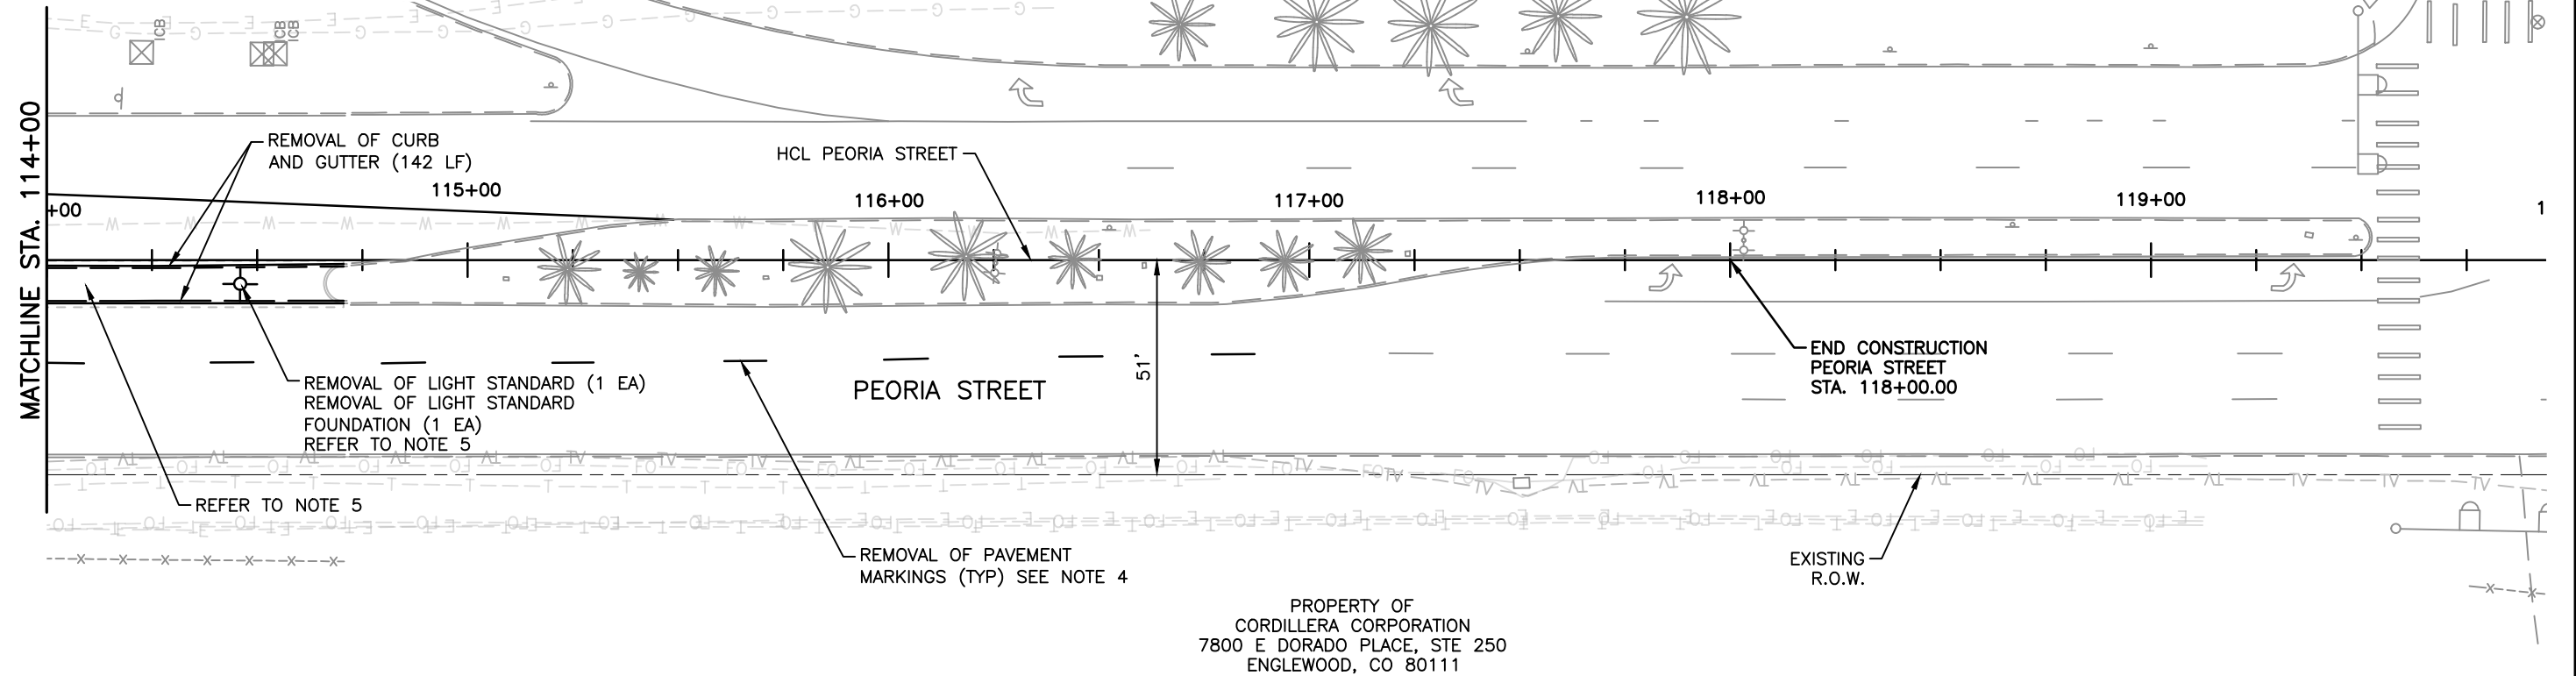 ICB
ICB
ICB
MATCHLINE STA. 114+00
REMOVAL OF CURB
AND GUTTER (142 LF)
HCL PEORIA STREET
+00
115+00
116+00
117+00
118+00
119+00
1
51'
PEORIA STREET
END CONSTRUCTION
PEORIA STREET
STA. 118+00.00
REMOVAL OF LIGHT STANDARD (1 EA)
REMOVAL OF LIGHT STANDARD
FOUNDATION (1 EA)
REFER TO NOTE 5
REFER TO NOTE 5
REMOVAL OF PAVEMENT
MARKINGS (TYP) SEE NOTE 4
EXISTING
R.O.W.
PROPERTY OF
CORDILLERA CORPORATION
7800 E DORADO PLACE, STE 250
ENGLEWOOD, CO 80111